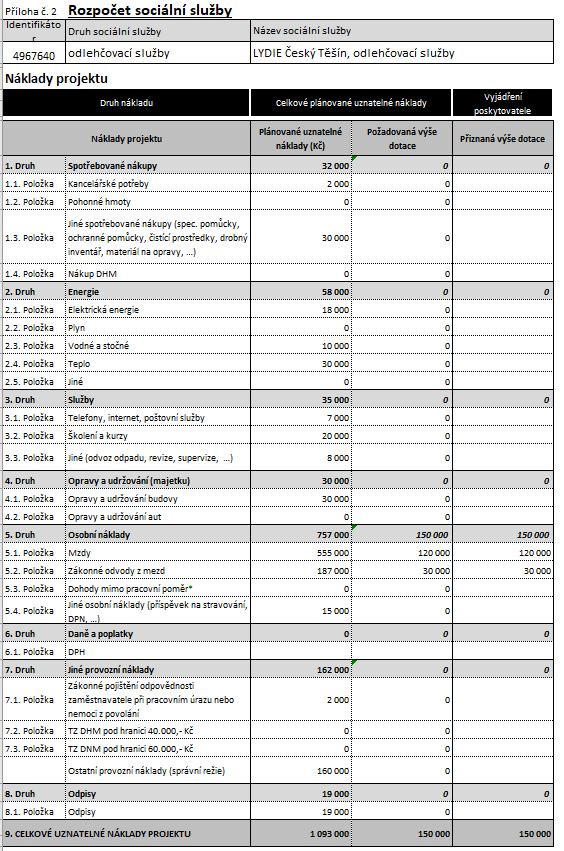 Příloha č. 2 Rozpočet sociální služby
Identifikáto
r Druh sociální služby Název sociální služby
4967640 odlehčovací služby LYDIE Český Těšín, odlehčovací služby
Náklady projektu
Druh nákladu Celkové plánované uznatelné náklady Vyjádření
poskytovatele
Náklady projektu Plánované uznatelné
náklady (Kč) Požadovaná výše
dotace Přiznaná výše dotace
1. Druh Spotřebované nákupy 32 000 0 0
1.1. Položka Kancelářské potřeby 2 000 0
1.2. Položka Pohonné hmoty 0 0
1.3. Položka Jiné spotřebované nákupy (spec. pomůcky,
ochranné pomůcky, čistící prostředky, drobný
inventář, materiál na opravy, ...) 30 000 0
1.4. Položka Nákup DHM 0 0
2. Druh Energie 58 000 0 0
2.1. Položka Elektrická energie 18 000 0
2.2. Položka Plyn 0 0
2.3. Položka Vodné a stočné 10 000 0
2.4. Položka Teplo 30 000 0
2.5. Položka Jiné 0 0
3. Druh Služby 35 000 0 0
3.1. Položka Telefony, internet, poštovní služby 7 000 0
3.2. Položka Školení a kurzy 20 000 0
3.3. Položka Jiné (odvoz odpadu, revize, supervize, ...) 8 000 0
4. Druh Opravy a udržování (majetku) 30 000 0 0
4.1. Položka Opravy a udržování budovy 30 000 0
4.2. Položka Opravy a udržování aut 0 0
5. Druh Osobní náklady 757 000 150 000 150 000
5.1. Položka Mzdy 555 000 120 000 120 000
5.2. Položka Zákonné odvody z mezd 187 000 30 000 30 000
5.3. Položka Dohody mimo pracovní poměr* 0 0
5.4. Položka Jiné osobní náklady (příspěvek na stravování,
DPN, ...) 15 000 0
6. Druh Daně a poplatky 0 0 0
6.1. Položka DPH
7. Druh Jiné provozní náklady 162 000 0 0
7.1. Položka Zákonné pojištění odpovědnosti
zaměstnavatele při pracovním úrazu nebo
nemoci z povolání 2 000 0
7.2. Položka TZ DHM pod hranici 40.000,- Kč 0 0
7.3. Položka TZ DNM pod hranici 60.000,- Kč 0 0
Ostatní provozní náklady (správní režie) 160 000 0
8. Druh Odpisy 19 000 0 0
8.1. Položka Odpisy 19 000 0
9. CELKOVÉ UZNATELNÉ NÁKLADY PROJEKTU 1 093 000 150 000 150 000